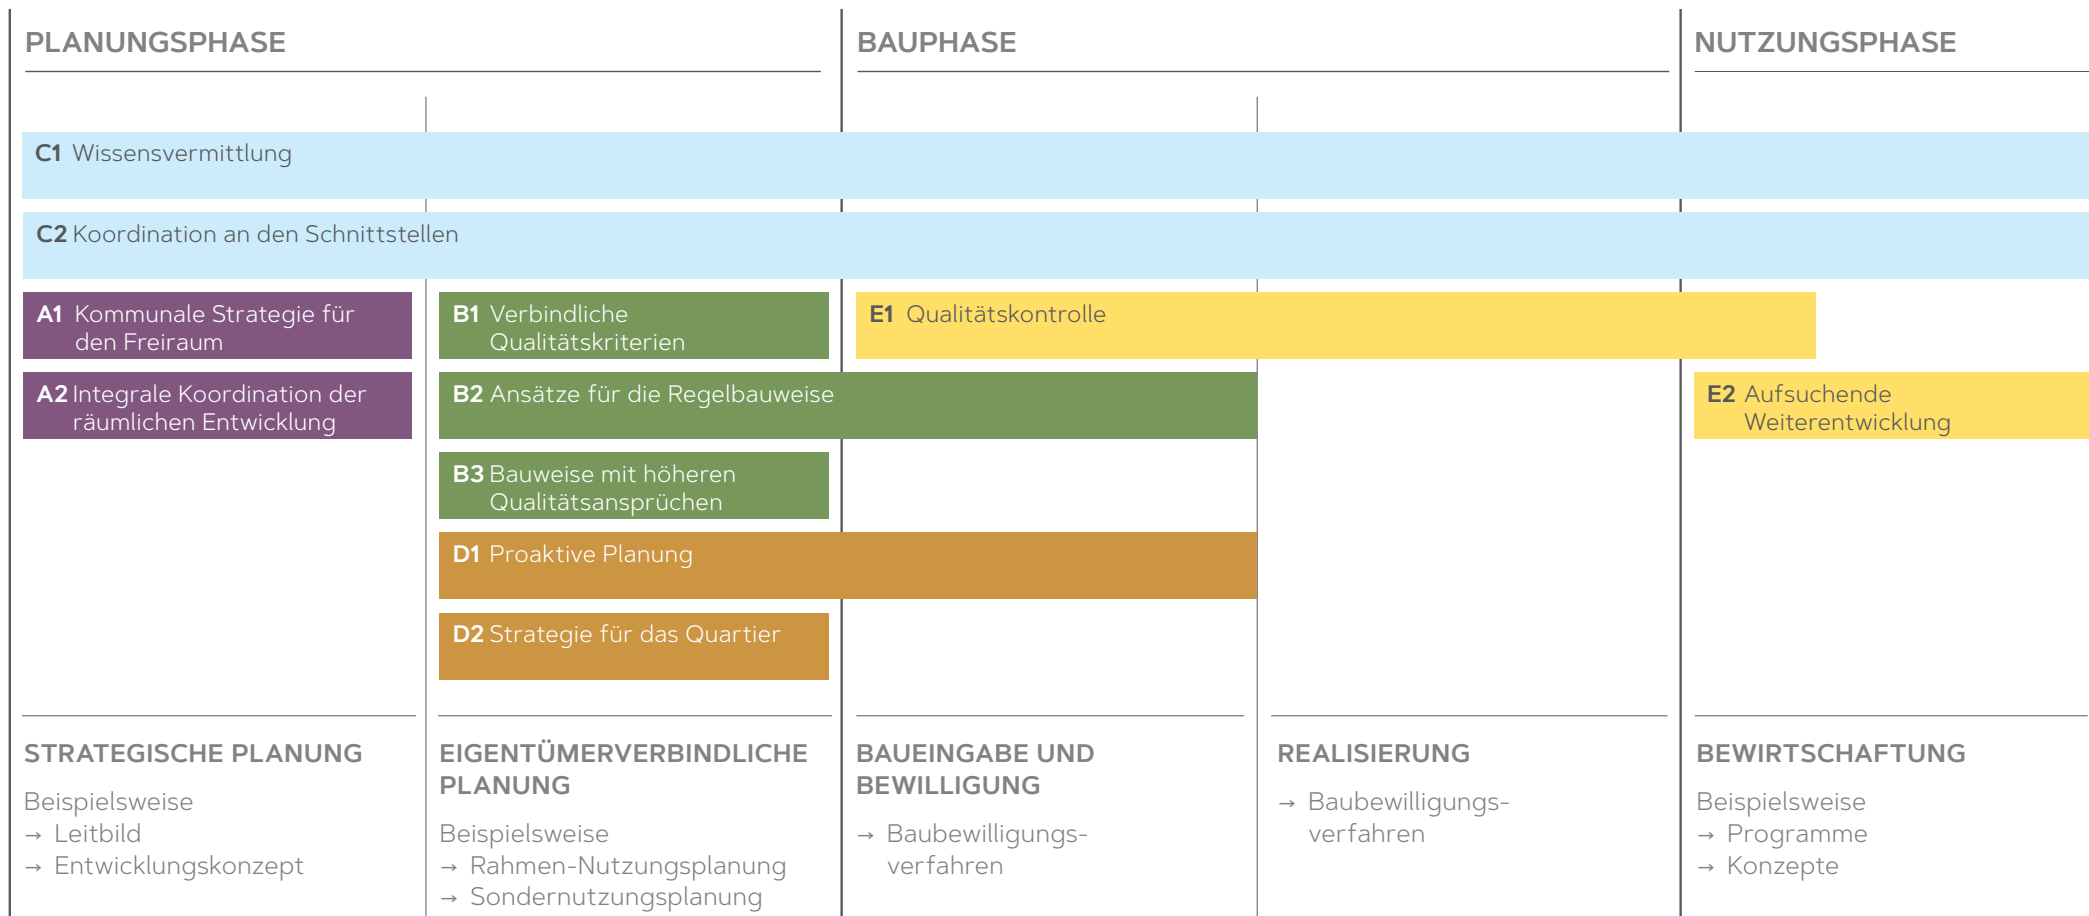 PLANUNGSPHASE
BAUPHASE
NUTZUNGSPHASE
C1 Wissensvermittlung
C2 Koordination an den Schnittstellen
A1 Kommunale Strategie für
den Freiraum
B1 Verbindliche
Qualitätskriterien
E1 Qualitätskontrolle
A2 Integrale Koordination der
räumlichen Entwicklung
B2 Ansätze für die Regelbauweise
E2 Aufsuchende
Weiterentwicklung
B3 Bauweise mit höheren
Qualitätsansprüchen
D1 Proaktive Planung
D2 Strategie für das Quartier
STRATEGISCHE PLANUNG
Beispielsweise
→ Leitbild
→ Entwicklungskonzept
EIGENTÜMERVERBINDLICHE
PLANUNG
Beispielsweise
→ Rahmen-Nutzungsplanung
→ Sondernutzungsplanung
BAUEINGABE UND
BEWILLIGUNG
→ Baubewilligungs-
verfahren
REALISIERUNG
→ Baubewilligungs-
verfahren
BEWIRTSCHAFTUNG
Beispielsweise
→ Programme
→ Konzepte